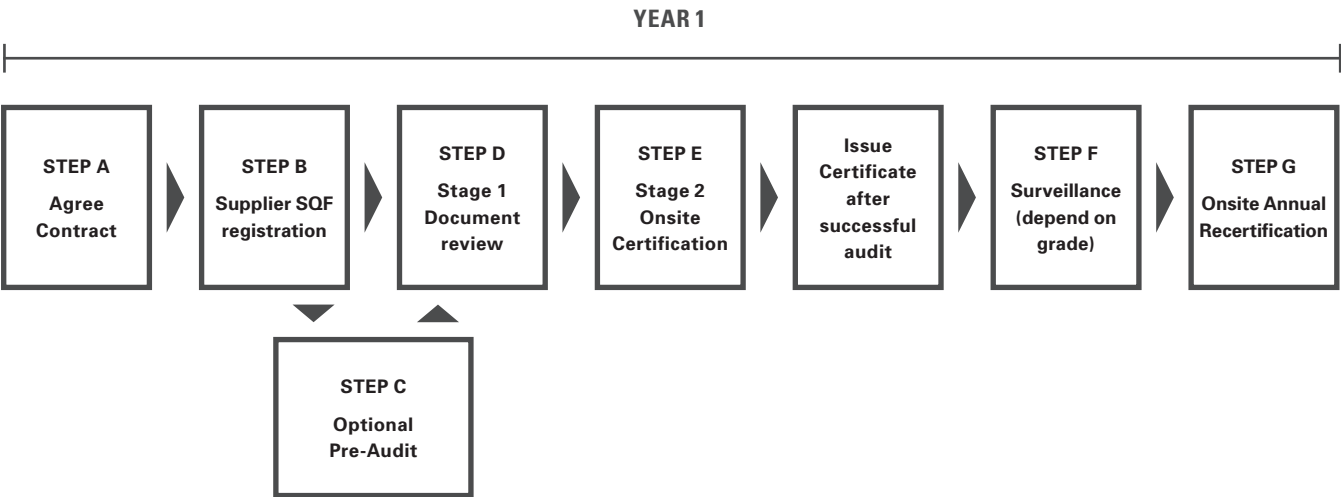 YEAR 1
STEP A
Agree
Contract
STEP B
Supplier SQF
registration
STEP C
Optional
Pre-Audit
STEP D
Stage 1
Document
review
STEP E
Stage 2
Onsite
Certification
Issue
Certificate
after
successful
audit
STEP F
Surveillance
(depend on
grade)
STEP G
Onsite Annual
Recertification